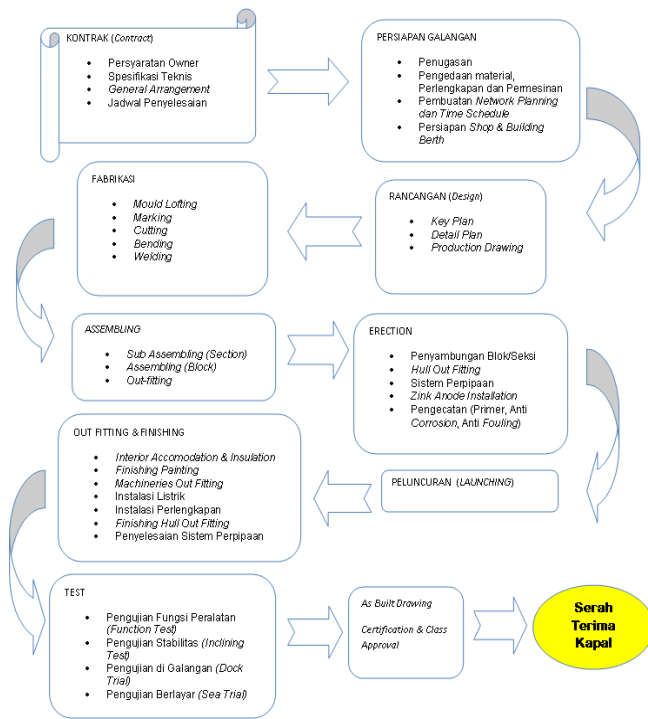 KONTRAK (Contract)
• Persyaratan Owner
• Spesifikasi Teknis
• General Arrangement
• Jadwal Penyelesaian
PERSIAPAN GALANGAN
• Penugasan
• Pengedaan material,
Perlengkapan dan Permesinan
• Pembuatan Network Planning
dan Time Schedule
• Persiapan Shop & Building
Berth
RANCANGAN (Design)
• Key Plan
• Detail Plan
• Production Drawing
FABRIKASI
• Mould Lofting
• Marking
• Cutting
• Bending
• Welding
ASSEMBLING
• Sub Assembling (Section)
• Assembling (Block)
• Out-fitting
ERECTION
• Penyambungan Blok/Seksi
• Hull Out Fitting
• Sistem Perpipaan
• Zink Anode Installation
• Pengecatan (Primer, Anti
Corrosion, Anti Fouling)
PELUNCURAN (LAUNCHING)
OUT FITTING & FINISHING
• Interior Accomodation & Insulation
• Finishing Painting
• Machineries Out Fitting
• Instalasi Listrik
• Instalasi Perlengkapan
• Finishing Hull Out Fitting
• Penyelesaian Sistem Perpipaan
TEST
• Pengujian Fungsi Peralatan
(Function Test)
• Pengujian Stabilitas (Inclining
Test)
• Pengujian di Galangan (Dock
Trial)
• Pengujian Berlayar (Sea Trial)
As Built Drawing
Certification & Class
Approval
Serah
Terima
Kapal